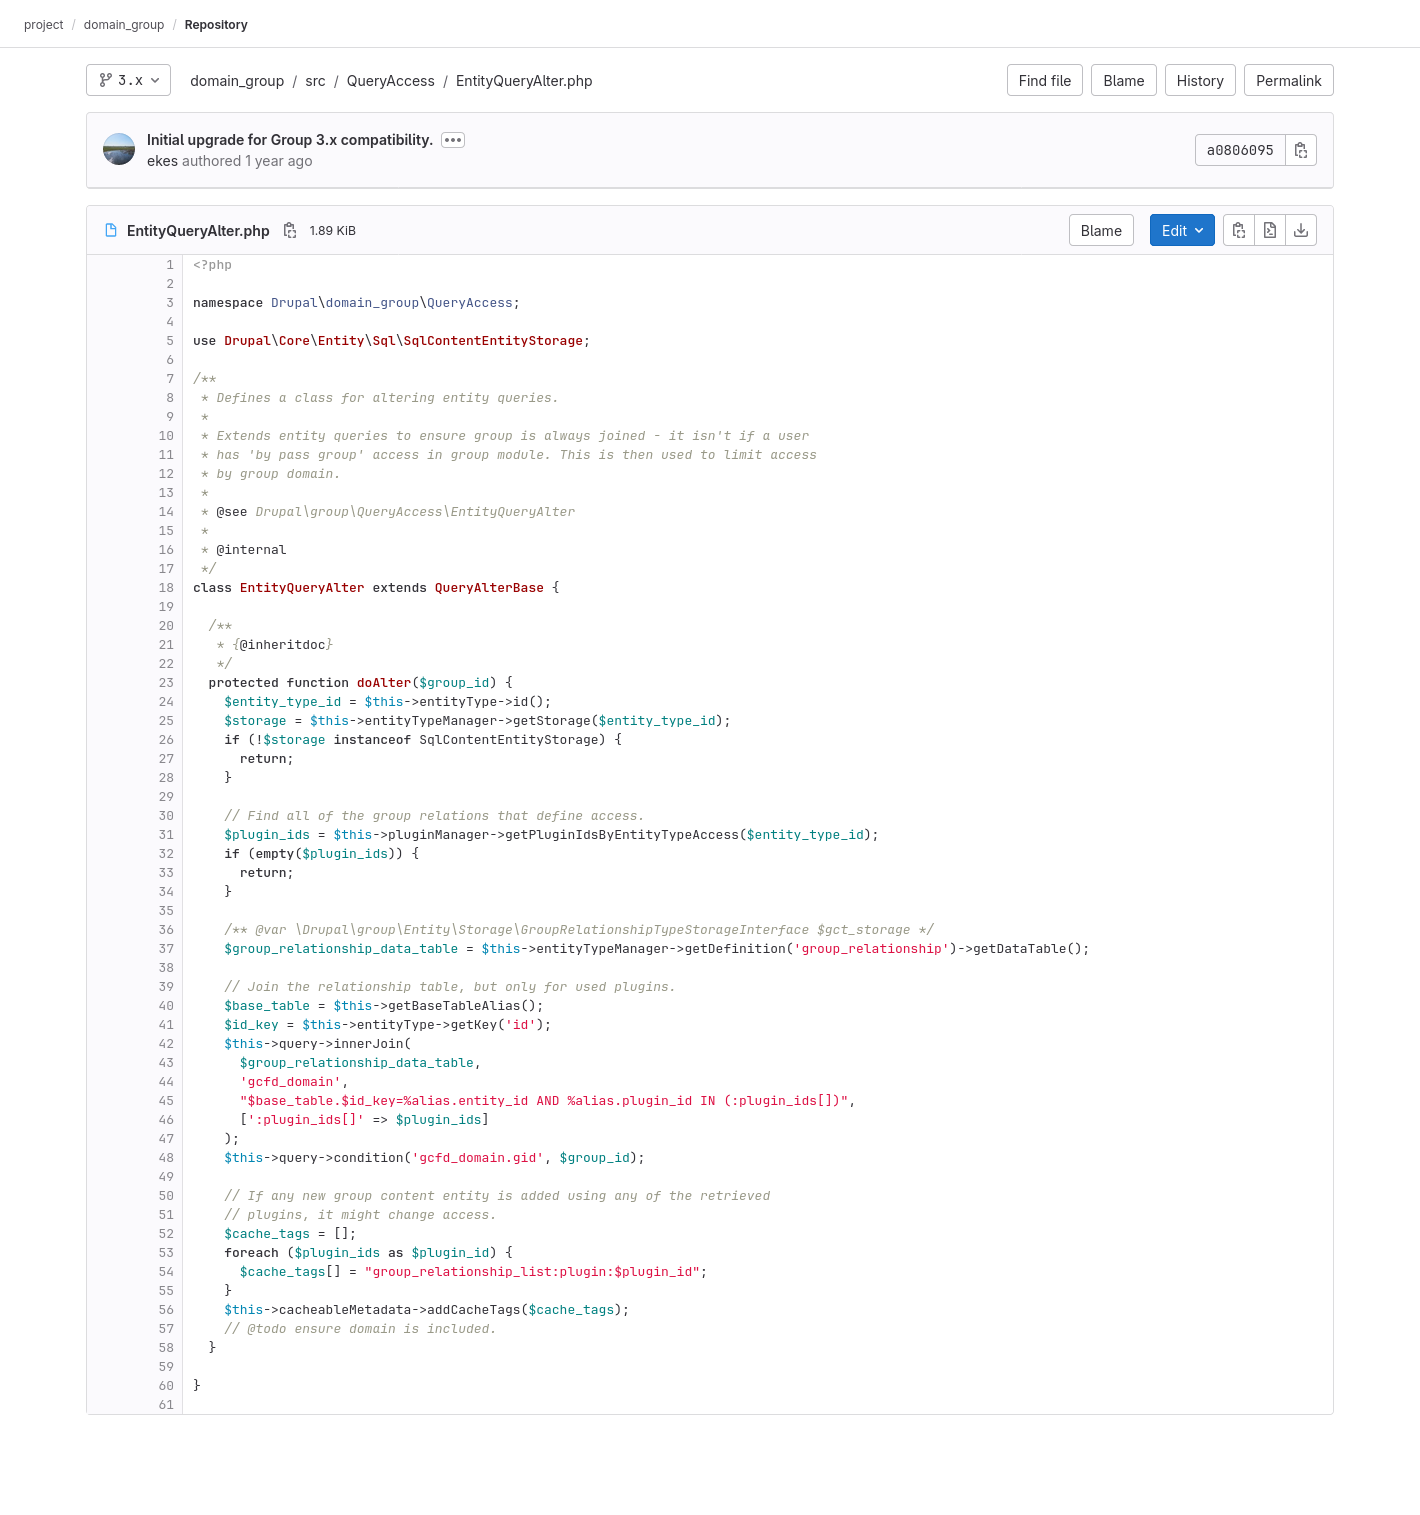 project / domain_group / Repository
3.x domain_group / src / QueryAccess / EntityQueryAlter.php Find file Blame History Permalink
Initial upgrade for Group 3.x compatibility.
ekes authored 1 year ago
a0806095
EntityQueryAlter.php 1.89 KiB Blame Edit
1 <?php
2
3 namespace Drupal\domain_group\QueryAccess;
4
5 use Drupal\Core\Entity\Sql\SqlContentEntityStorage;
6
7 /**
8  * Defines a class for altering entity queries.
9  *
10  * Extends entity queries to ensure group is always joined - it isn't if a user
11  * has 'by pass group' access in group module. This is then used to limit access
12  * by group domain.
13  *
14  * @see Drupal\group\QueryAccess\EntityQueryAlter
15  *
16  * @internal
17  */
18 class EntityQueryAlter extends QueryAlterBase {
19
20   /**
21    * {@inheritdoc}
22    */
23   protected function doAlter($group_id) {
24     $entity_type_id = $this->entityType->id();
25     $storage = $this->entityTypeManager->getStorage($entity_type_id);
26     if (!$storage instanceof SqlContentEntityStorage) {
27       return;
28     }
29
30     // Find all of the group relations that define access.
31     $plugin_ids = $this->pluginManager->getPluginIdsByEntityTypeAccess($entity_type_id);
32     if (empty($plugin_ids)) {
33       return;
34     }
35
36     /** @var \Drupal\group\Entity\Storage\GroupRelationshipTypeStorageInterface $gct_storage */
37     $group_relationship_data_table = $this->entityTypeManager->getDefinition('group_relationship')->getDataTable();
38
39     // Join the relationship table, but only for used plugins.
40     $base_table = $this->getBaseTableAlias();
41     $id_key = $this->entityType->getKey('id');
42     $this->query->innerJoin(
43       $group_relationship_data_table,
44       'gcfd_domain',
45       "$base_table.$id_key=%alias.entity_id AND %alias.plugin_id IN (:plugin_ids[])",
46       [':plugin_ids[]' => $plugin_ids]
47     );
48     $this->query->condition('gcfd_domain.gid', $group_id);
49
50     // If any new group content entity is added using any of the retrieved
51     // plugins, it might change access.
52     $cache_tags = [];
53     foreach ($plugin_ids as $plugin_id) {
54       $cache_tags[] = "group_relationship_list:plugin:$plugin_id";
55     }
56     $this->cacheableMetadata->addCacheTags($cache_tags);
57     // @todo ensure domain is included.
58   }
59
60 }
61